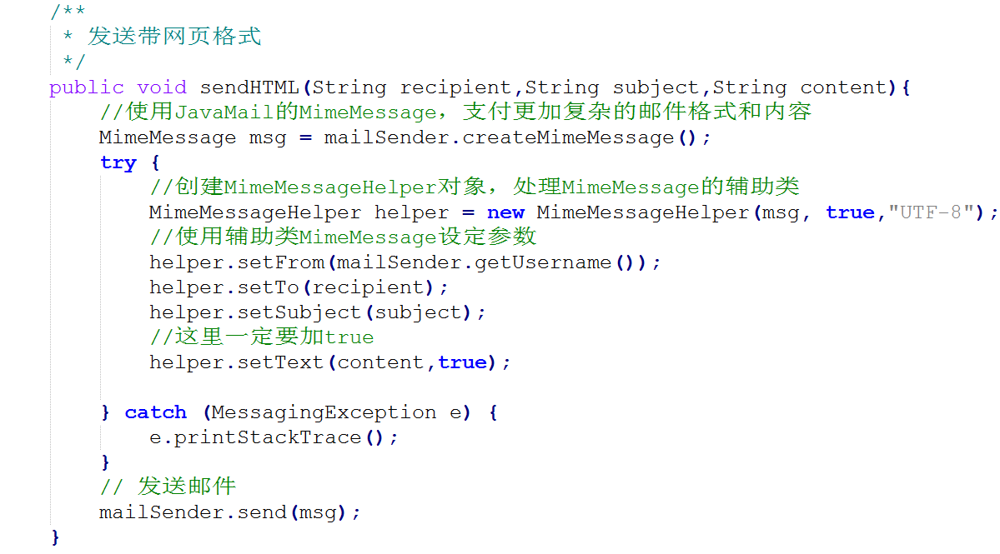 /**
 * 发送带网页格式
 */
public void sendHTML(String recipient,String subject,String content){
    //使用JavaMail的MimeMessage，支付更加复杂的邮件格式和内容
    MimeMessage msg = mailSender.createMimeMessage();
    try {
        //创建MimeMessageHelper对象，处理MimeMessage的辅助类
        MimeMessageHelper helper = new MimeMessageHelper(msg, true,"UTF-8");
        //使用辅助类MimeMessage设定参数
        helper.setFrom(mailSender.getUsername());
        helper.setTo(recipient);
        helper.setSubject(subject);
        //这里一定要加true
        helper.setText(content,true);
    } catch (MessagingException e) {
        e.printStackTrace();
    }
    // 发送邮件
    mailSender.send(msg);
}